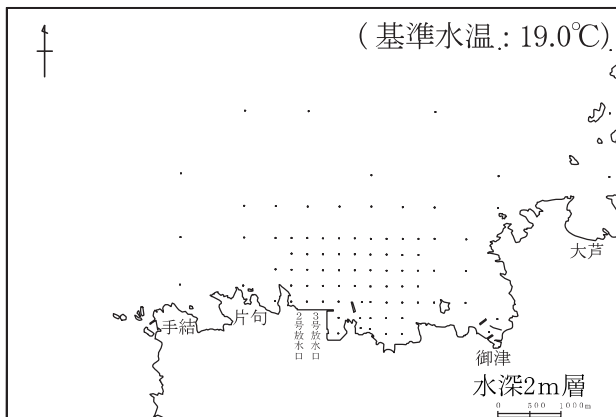 (基準水温:19.0℃)
大芦
手結
片句
2号放水口
3号放水口
御津
水深2m層
0 500 1000m